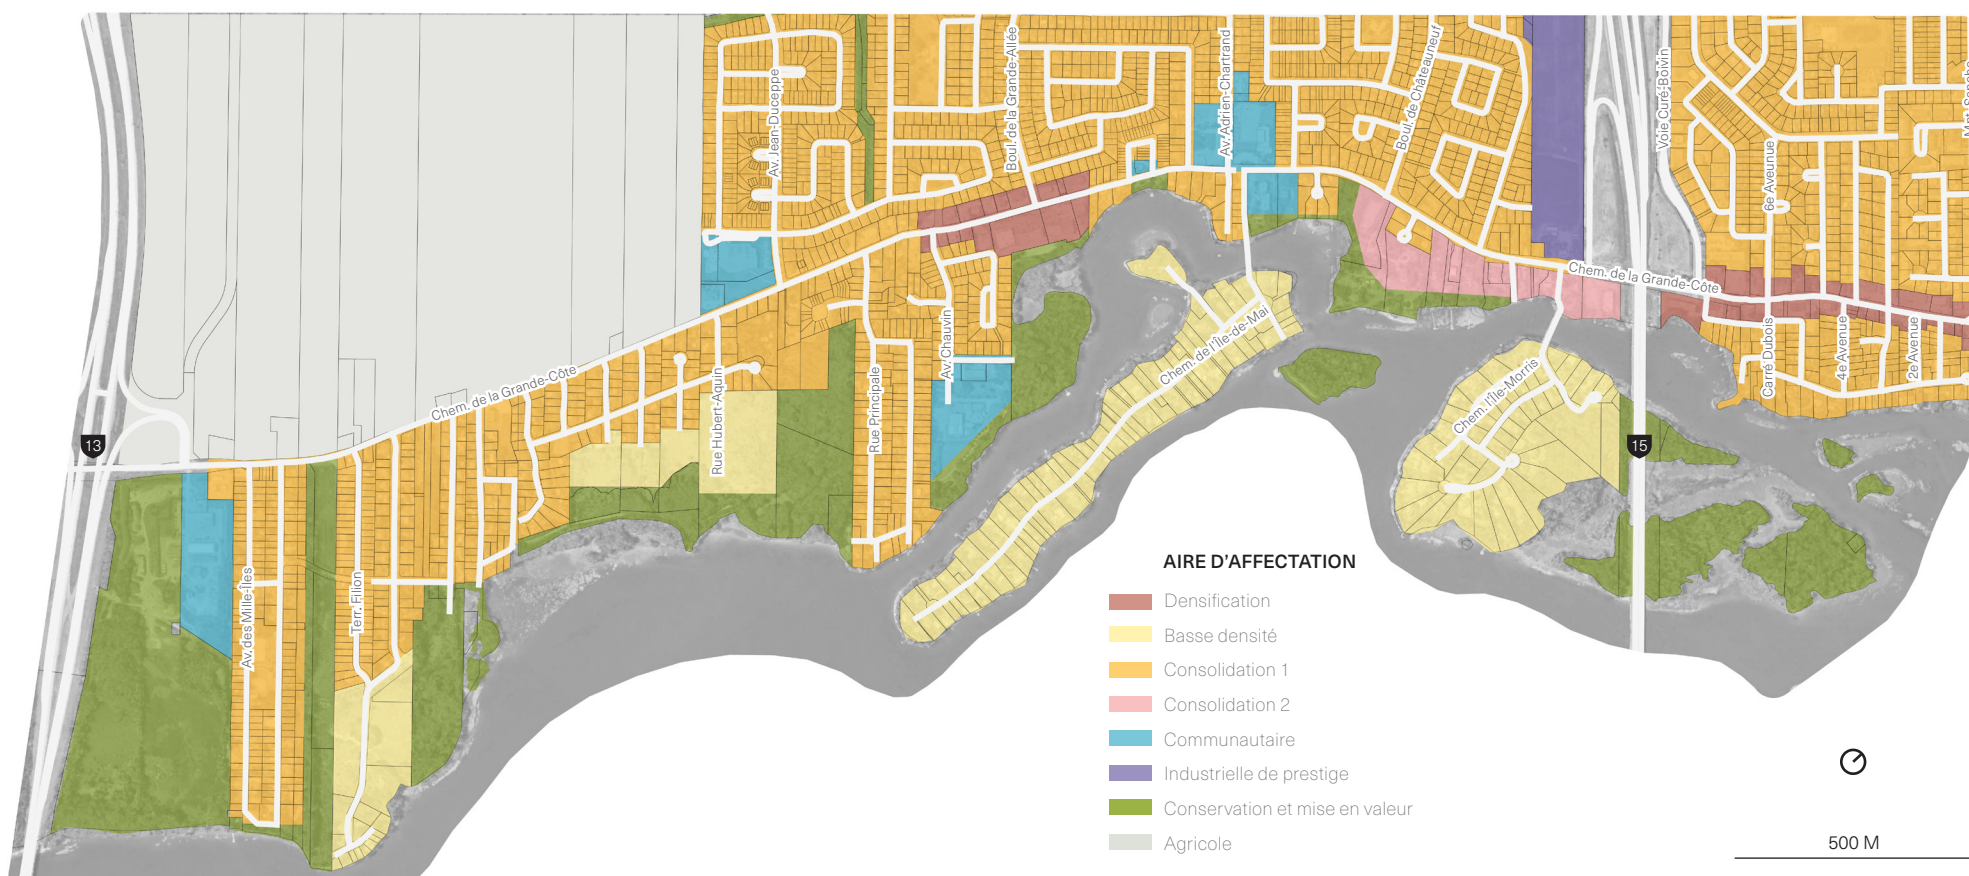 Av. Jean-Duceppe
Boul. de la Grande-Allée
Av. Adrien-Chartrand
Boul. de Châteauneuf
Voie Curé-Boivin
6e Aveunue
Chem. de la Grande-Côte
Chem. de la Grande-Côte
13
15
Av. des Mille-Îles
Terr. Filion
Rue Hubert-Aquin
Rue Principale
Av. Chauvin
Chem. de l'Île-de-Mai
Chem. l'Île-Morris
Carré Dubois
4e Avenue
2e Avenue
AIRE D'AFFECTATION
Densification
Basse densité
Consolidation 1
Consolidation 2
Communautaire
Industrielle de prestige
Conservation et mise en valeur
Agricole
500 M